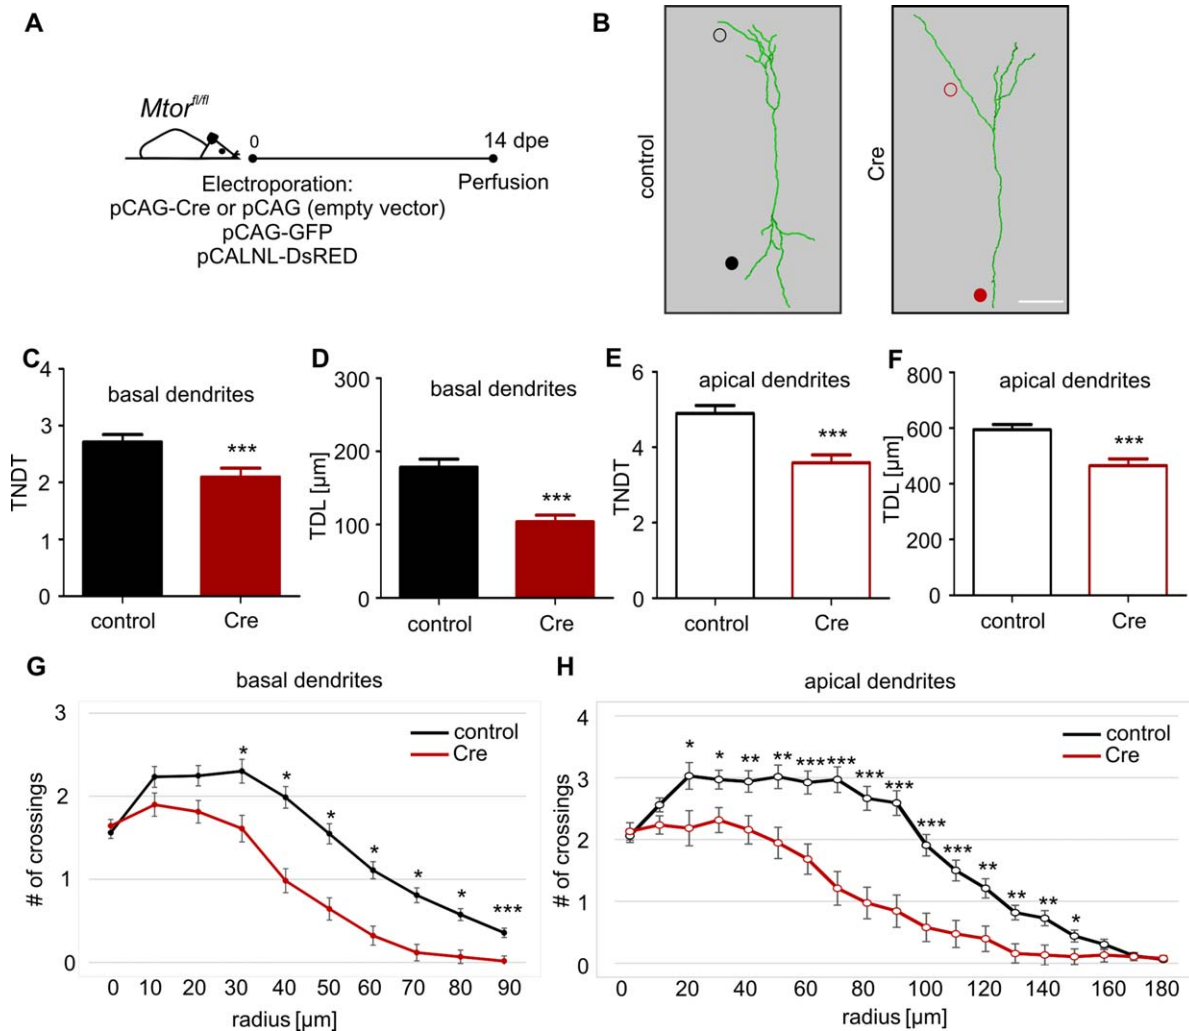 A
Mtor^fl/fl
0
14 dpe
Electroporation:
Perfusion
pCAG-Cre or pCAG (empty vector)
pCAG-GFP
pCALNL-DsRED
B
control
Cre
C
basal dendrites
TNDT
4
3
2
1
0
***
control
Cre
D
basal dendrites
TDL [µm]
300
200
100
0
***
control
Cre
E
apical dendrites
TNDT
6
4
2
0
***
control
Cre
F
apical dendrites
TDL [µm]
800
600
400
200
0
***
control
Cre
G
basal dendrites
# of crossings
3
2
1
0
control
Cre
* * * * * * ***
0 10 20 30 40 50 60 70 80 90
radius [µm]
H
apical dendrites
# of crossings
4
3
2
1
0
control
Cre
* * ** ** *** *** *** *** *** *** ** ** ** *
0 20 40 60 80 100 120 140 160 180
radius [µm]